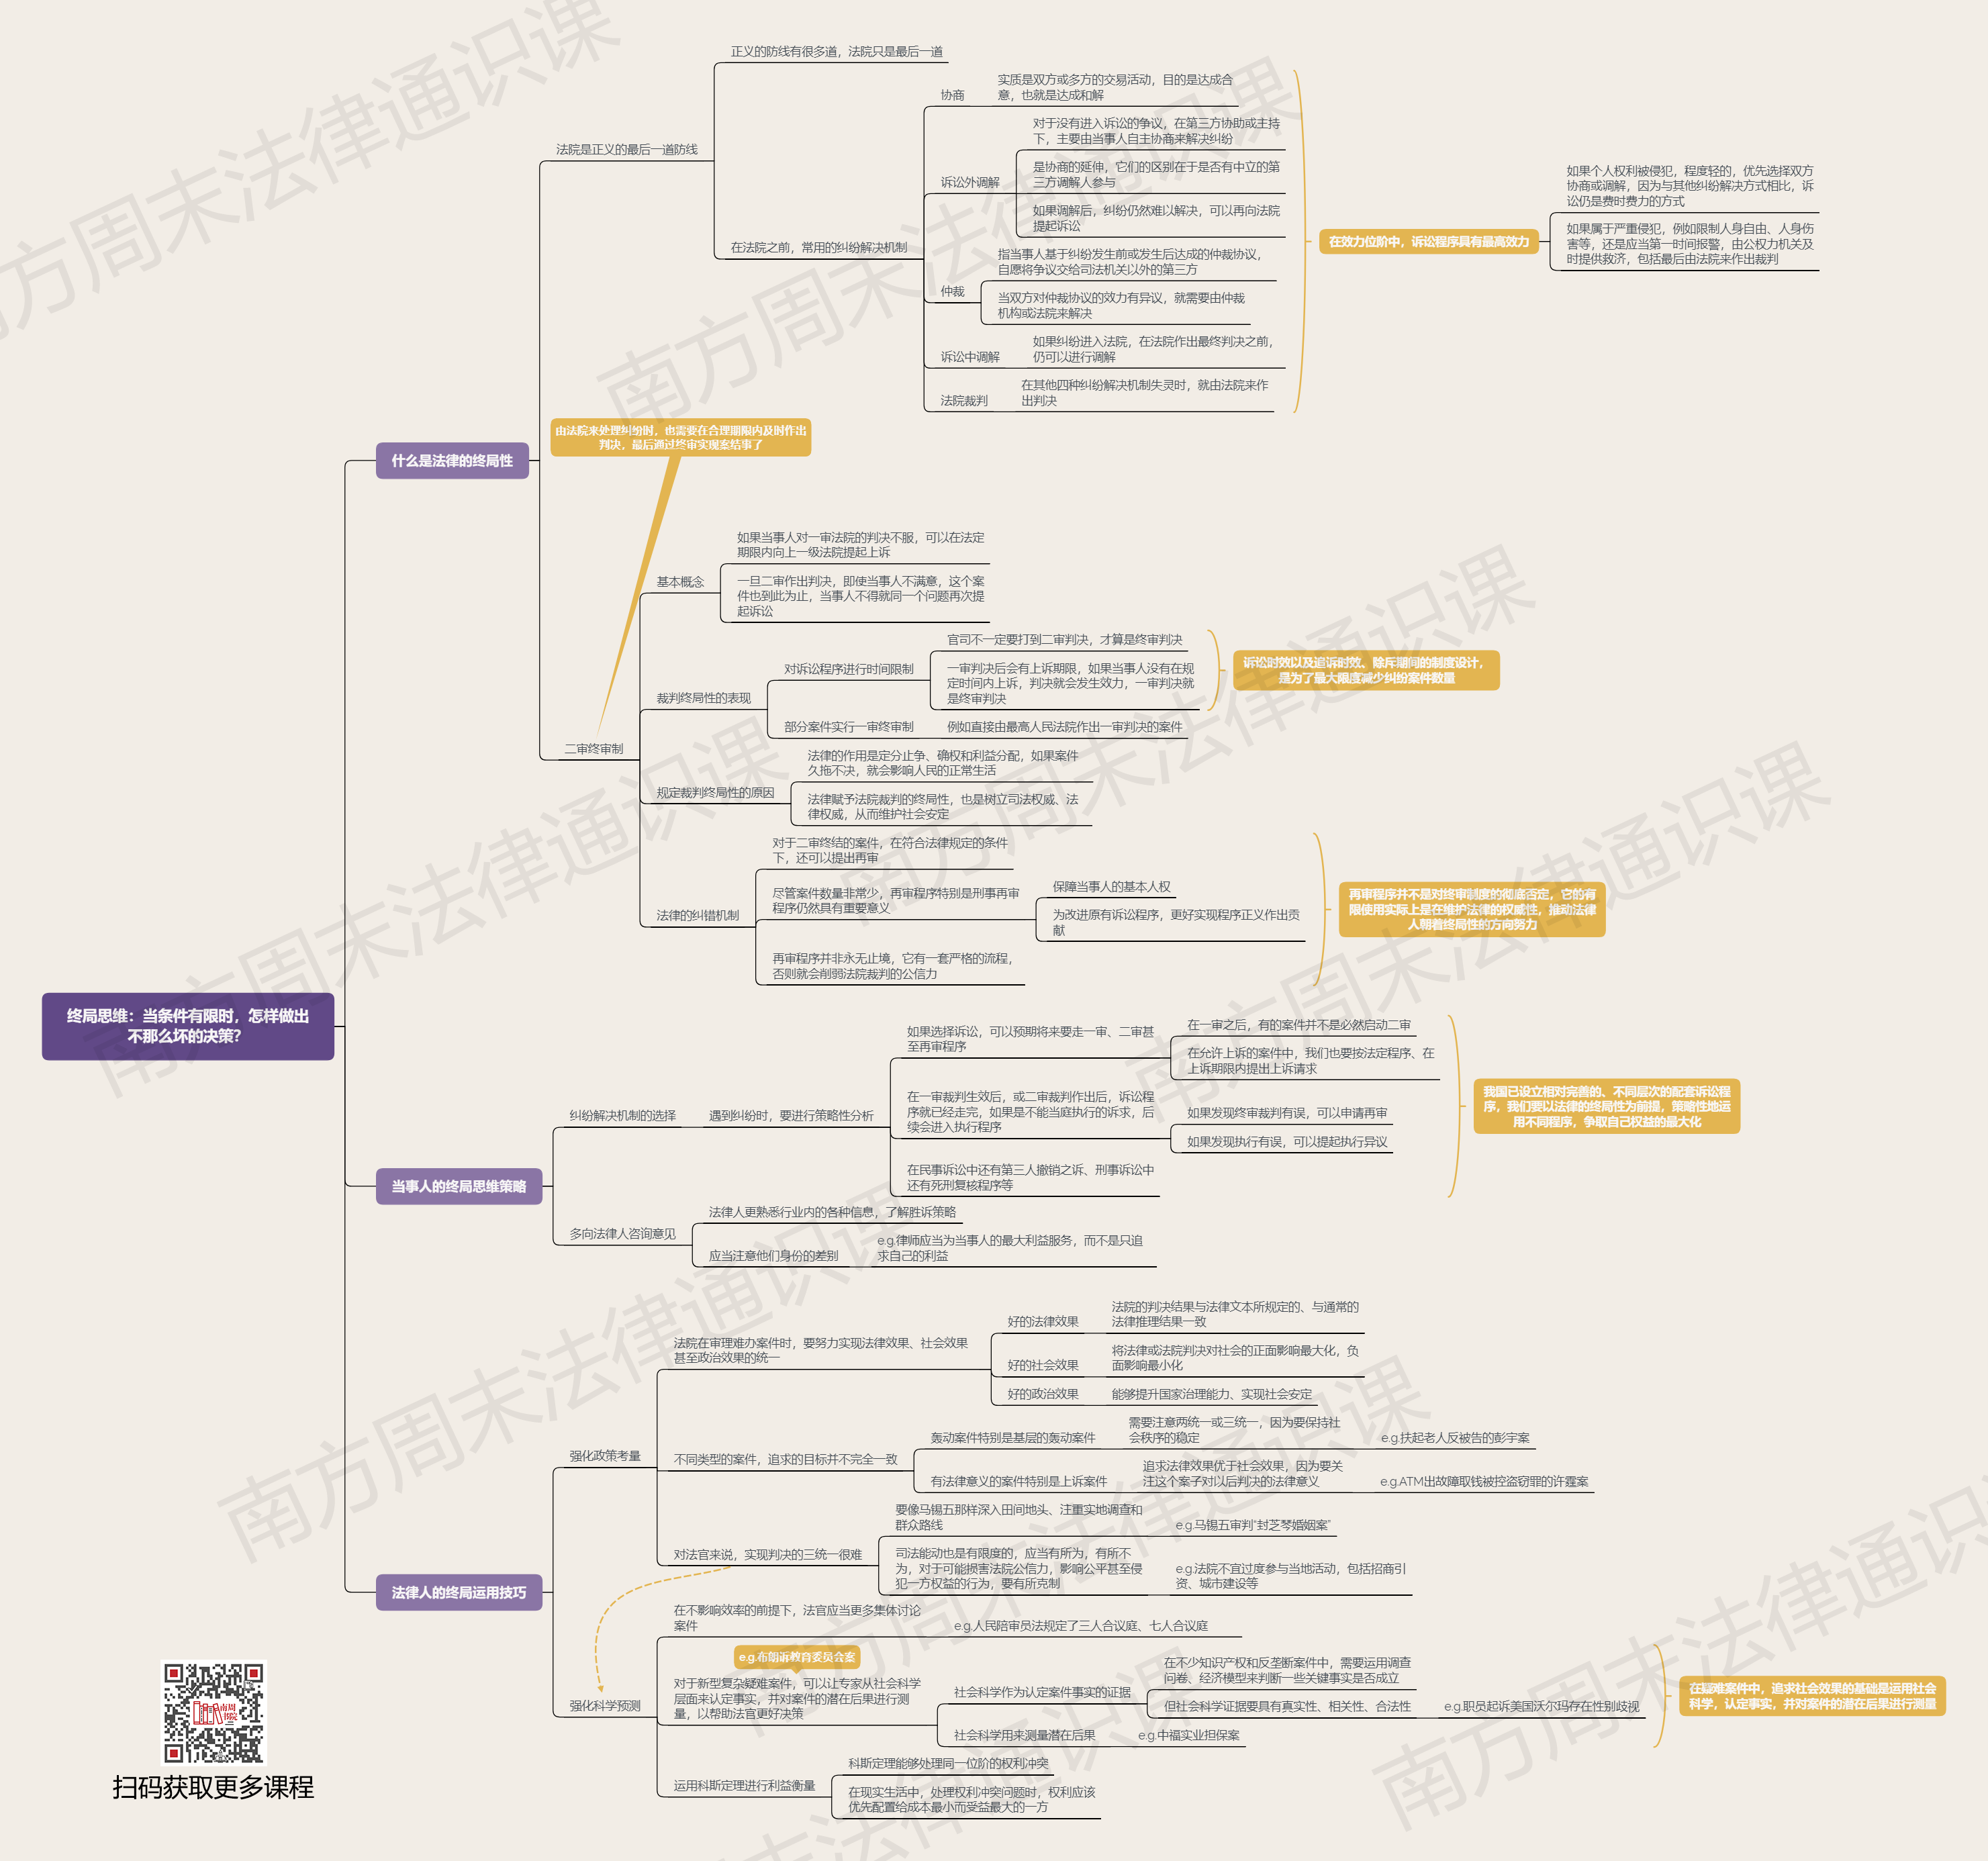 正义的防线有很多道，法院只是最后一道
法院是正义的最后一道防线
协商
实质是双方或多方的交易活动，目的是达成合
意，也就是达成和解
诉讼外调解
对于没有进入诉讼的争议，在第三方协助或主持
下，主要由当事人自主协商来解决纠纷
是协商的延伸，它们的区别在于是否有中立的第
三方调解人参与
如果调解后，纠纷仍然难以解决，可以再向法院
提起诉讼
在法院之前，常用的纠纷解决机制
仲裁
指当事人基于纠纷发生前或发生后达成的仲裁协议，
自愿将争议交给司法机关以外的第三方
当双方对仲裁协议的效力有异议，就需要由仲裁
机构或法院来解决
诉讼中调解
如果纠纷进入法院，在法院作出最终判决之前，
仍可以进行调解
法院裁判
在其他四种纠纷解决机制失灵时，就由法院来作
出判决
在效力位阶中，诉讼程序具有最高效力
如果个人权利被侵犯，程度轻的，优先选择双方
协商或调解，因为与其他纠纷解决方式相比，诉
讼仍是费时费力的方式
如果属于严重侵犯，例如限制人身自由、人身伤
害等，还是应当第一时间报警，由公权力机关及
时提供救济，包括最后由法院来作出裁判
什么是法律的终局性
由法院来处理纠纷时，也需要在合理期限内及时作出
判决，最后通过终审实现案结事了
二审终审制
基本概念
如果当事人对一审法院的判决不服，可以在法定
期限内向上一级法院提起上诉
一旦二审作出判决，即使当事人不满意，这个案
件也到此为止，当事人不得就同一个问题再次提
起诉讼
裁判终局性的表现
对诉讼程序进行时间限制
官司不一定要打到二审判决，才算是终审判决
一审判决后会有上诉期限，如果当事人没有在规
定时间内上诉，判决就会发生效力，一审判决就
是终审判决
诉讼时效以及追诉时效、除斥期间的制度设计，
是为了最大限度减少纠纷案件数量
部分案件实行一审终审制
例如直接由最高人民法院作出一审判决的案件
规定裁判终局性的原因
法律的作用是定分止争、确权和利益分配，如果案件
久拖不决，就会影响人民的正常生活
法律赋予法院裁判的终局性，也是树立司法权威、法
律权威，从而维护社会安定
法律的纠错机制
对于二审终结的案件，在符合法律规定的条件
下，还可以提出再审
尽管案件数量非常少，再审程序特别是刑事再审
程序仍然具有重要意义
保障当事人的基本人权
为改进原有诉讼程序，更好实现程序正义作出贡
献
再审程序并非永无止境，它有一套严格的流程，
否则就会削弱法院裁判的公信力
再审程序并不是对终审制度的彻底否定，它的有
限使用实际上是在维护法律的权威性，推动法律
人朝着终局性的方向努力
终局思维：当条件有限时，怎样做出
不那么坏的决策？
当事人的终局思维策略
纠纷解决机制的选择
遇到纠纷时，要进行策略性分析
如果选择诉讼，可以预期将来要走一审、二审甚
至再审程序
在一审之后，有的案件并不是必然启动二审
在允许上诉的案件中，我们也要按法定程序、在
上诉期限内提出上诉请求
在一审裁判生效后，或二审裁判作出后，诉讼程
序就已经走完，如果是不能当庭执行的诉求，后
续会进入执行程序
如果发现终审裁判有误，可以申请再审
如果发现执行有误，可以提起执行异议
在民事诉讼中还有第三人撤销之诉、刑事诉讼中
还有死刑复核程序等
我国已设立相对完善的、不同层次的配套诉讼程
序，我们要以法律的终局性为前提，策略性地运
用不同程序，争取自己权益的最大化
多向法律人咨询意见
法律人更熟悉行业内的各种信息，了解胜诉策略
应当注意他们身份的差别
e.g.律师应当为当事人的最大利益服务，而不是只追
求自己的利益
法律人的终局运用技巧
强化政策考量
法院在审理难办案件时，要努力实现法律效果、社会效果
甚至政治效果的统一
好的法律效果
法院的判决结果与法律文本所规定的、与通常的
法律推理结果一致
好的社会效果
将法律或法院判决对社会的正面影响最大化，负
面影响最小化
好的政治效果
能够提升国家治理能力、实现社会安定
不同类型的案件，追求的目标并不完全一致
轰动案件特别是基层的轰动案件
需要注意两统一或三统一，因为要保持社
会秩序的稳定
e.g.扶起老人反被告的彭宇案
有法律意义的案件特别是上诉案件
追求法律效果优于社会效果，因为要关
注这个案子对以后判决的法律意义
e.g.ATM出故障取钱被控盗窃罪的许霆案
对法官来说，实现判决的三统一很难
要像马锡五那样深入田间地头、注重实地调查和
群众路线
e.g.马锡五审判“封芝琴婚姻案”
司法能动也是有限度的，应当有所为，有所不
为，对于可能损害法院公信力，影响公平甚至侵
犯一方权益的行为，要有所克制
e.g.法院不宜过度参与当地活动，包括招商引
资、城市建设等
强化科学预测
在不影响效率的前提下，法官应当更多集体讨论
案件
e.g.人民陪审员法规定了三人合议庭、七人合议庭
e.g.布朗诉教育委员会案
对于新型复杂疑难案件，可以让专家从社会科学
层面来认定事实，并对案件的潜在后果进行测
量，以帮助法官更好决策
社会科学作为认定案件事实的证据
在不少知识产权和反垄断案件中，需要运用调查
问卷、经济模型来判断一些关键事实是否成立
但社会科学证据要具有真实性、相关性、合法性
e.g.职员起诉美国沃尔玛存在性别歧视
社会科学用来测量潜在后果
e.g.中福实业担保案
在疑难案件中，追求社会效果的基础是运用社会
科学，认定事实，并对案件的潜在后果进行测量
运用科斯定理进行利益衡量
科斯定理能够处理同一位阶的权利冲突
在现实生活中，处理权利冲突问题时，权利应该
优先配置给成本最小而受益最大的一方
南周
书院
扫码获取更多课程
南方周末法律通识课
南方周末法律通识课
南方周末法律通识课
南方周末法律通识课
南方周末法律通识课
南方周末法律通识课
南方周末法律通识课
南方周末法律通识课